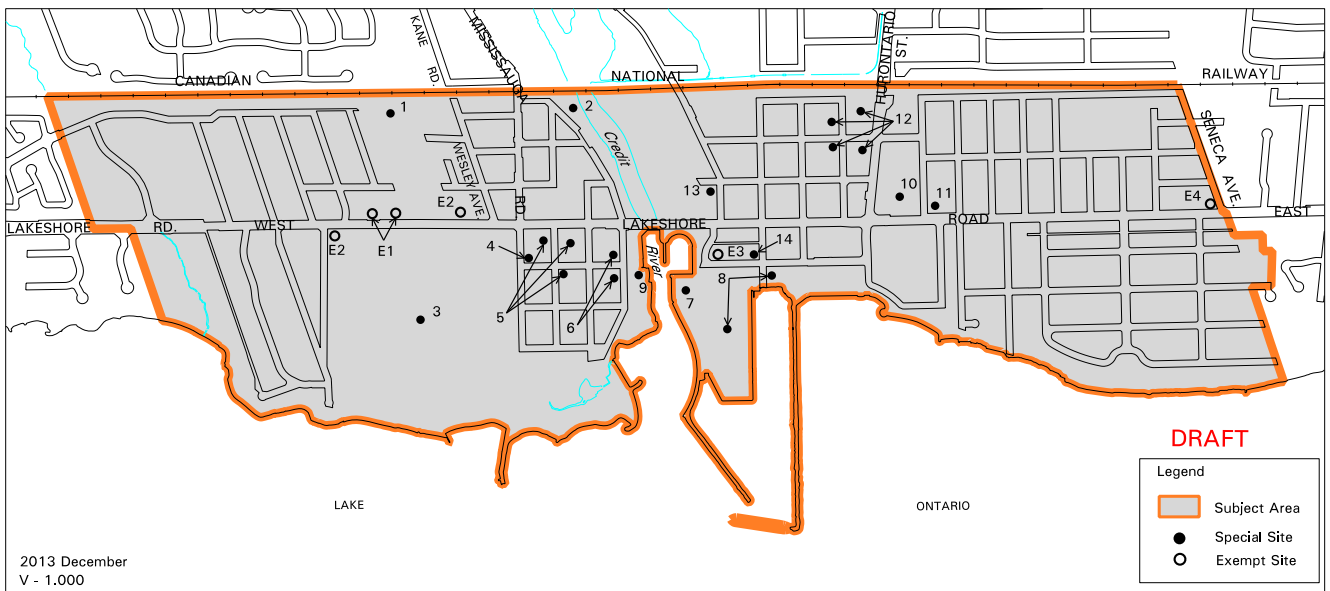 KANE RD.
MISSISSAUGA
HURONTARIO ST.
CANADIAN
NATIONAL
RAILWAY
1
2
12
Credit
WESLEY AVE.
SENECA AVE.
13
10
11
E4
E2
RD
LAKESHORE
RD.
WEST
LAKESHORE
ROAD
EAST
E2
E1
4
River
E3
14
5
6
9
7
8
3
DRAFT
Legend
Subject Area
Special Site
Exempt Site
LAKE
ONTARIO
2013 December
V - 1.000